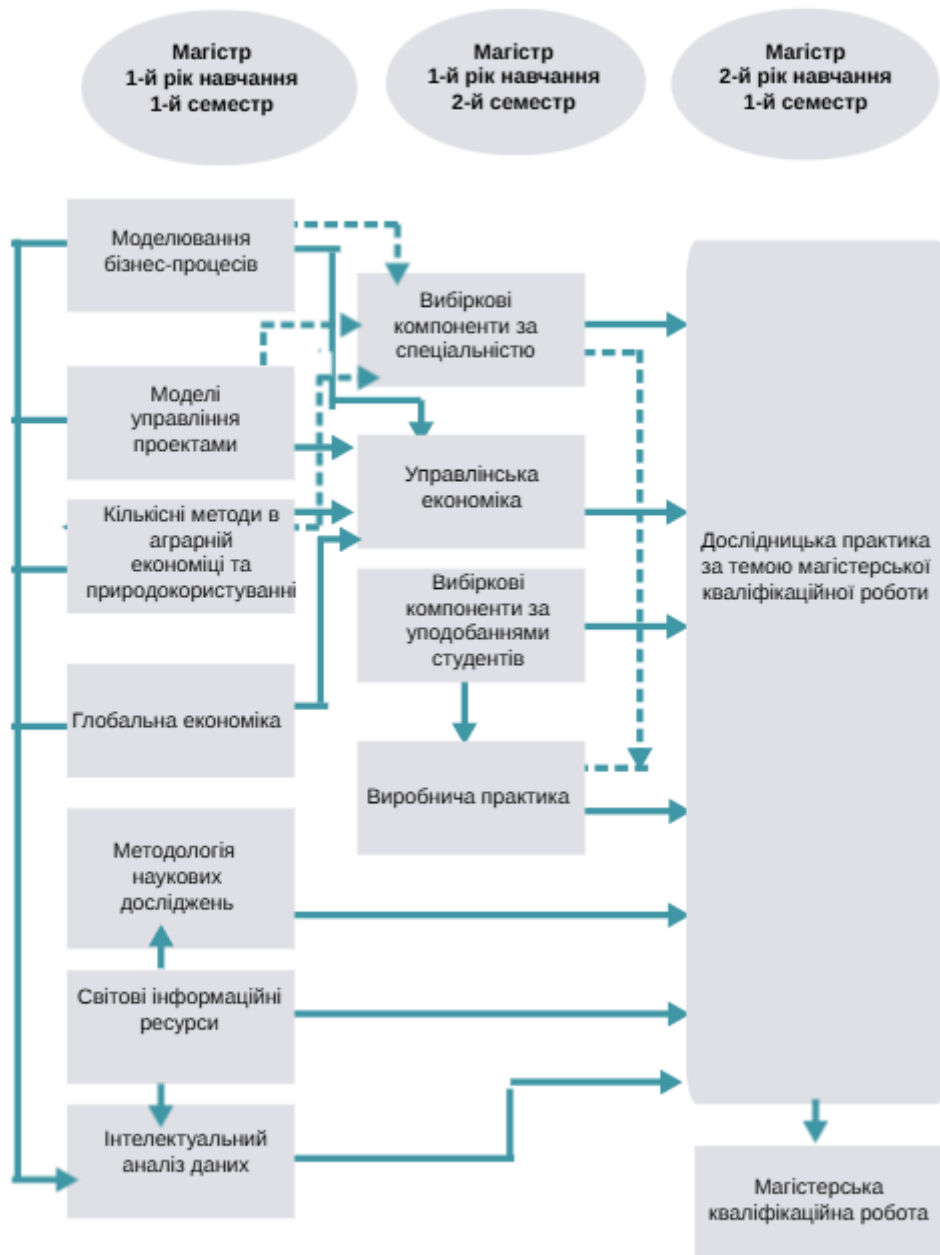 Магістр
1-й рік навчання
1-й семестр
Магістр
1-й рік навчання
2-й семестр
Магістр
2-й рік навчання
1-й семестр
Моделювання
бізнес-процесів
Моделі
управління
проектами
Кількісні методи в
аграрній
економіці та
природокористуванні
Глобальна економіка
Методологія
наукових
досліджень
Світові інформаційні
ресурси
Інтелектуальний
аналіз даних
Вибіркові
компоненти за
спеціальністю
Управлінська
економіка
Вибіркові
компоненти за
уподобаннями
студентів
Виробнича практика
Дослідницька практика
за темою магістерської
кваліфікаційної роботи
Магістерська
кваліфікаційна робота